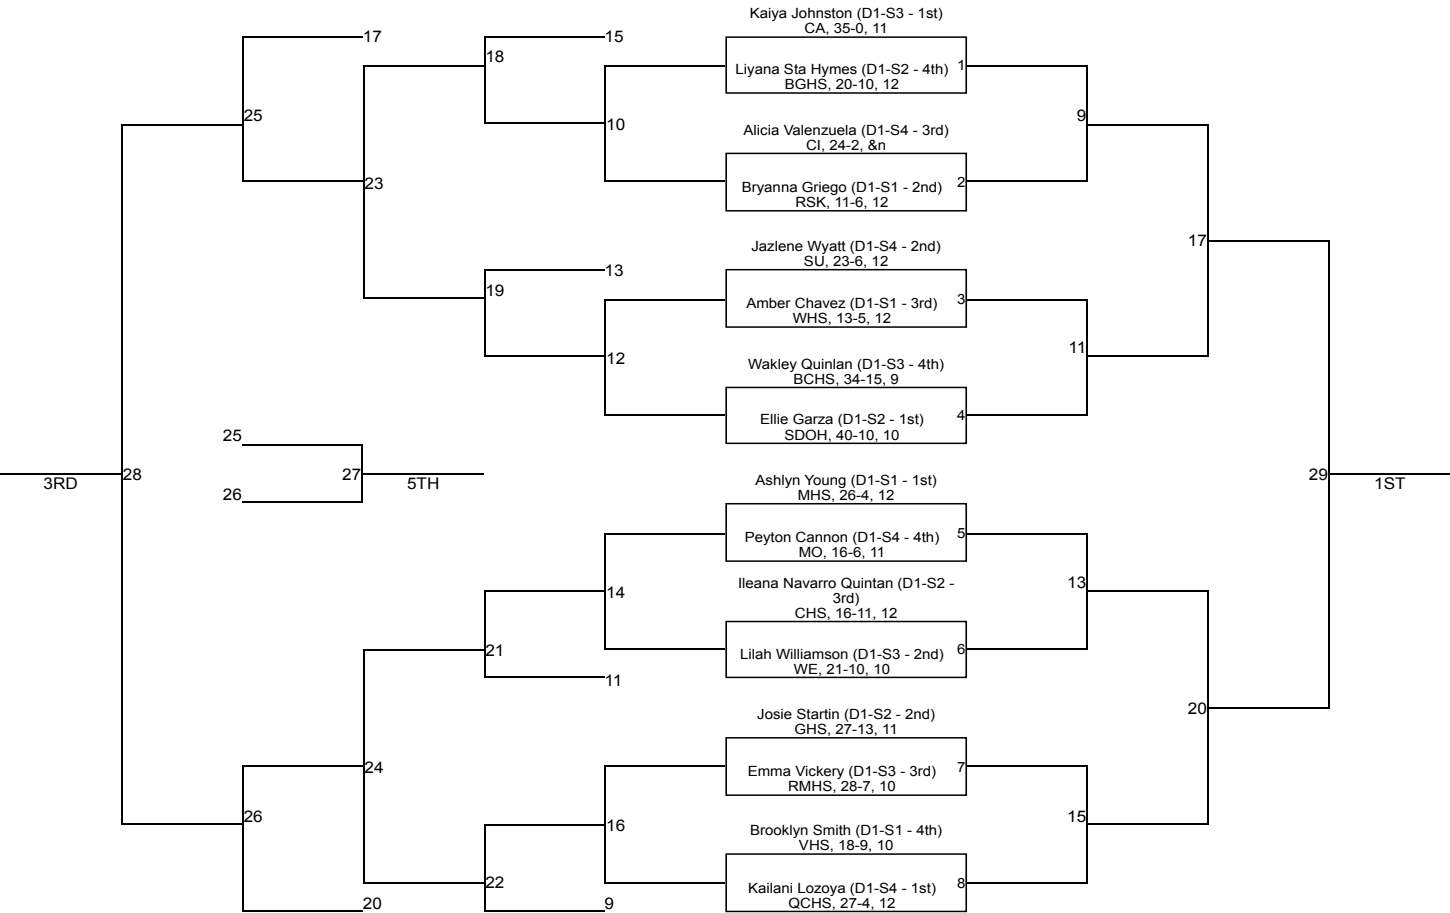 Kaiya Johnston (D1-S3 - 1st)
CA, 35-0, 11
17
15
18
Liyana Sta Hymes (D1-S2 - 4th) 1
BGHS, 20-10, 12
25
10
9
Alicia Valenzuela (D1-S4 - 3rd)
CI, 24-2, &n
23
Bryanna Griego (D1-S1 - 2nd) 2
RSK, 11-6, 12
17
Jazlene Wyatt (D1-S4 - 2nd)
SU, 23-6, 12
13
19
Amber Chavez (D1-S1 - 3rd) 3
WHS, 13-5, 12
12
11
Wakley Quinlan (D1-S3 - 4th)
BCHS, 34-15, 9
Ellie Garza (D1-S2 - 1st) 4
SDOH, 40-10, 10
25
28
27
29
3RD
5TH
1ST
26
Ashlyn Young (D1-S1 - 1st)
MHS, 26-4, 12
Peyton Cannon (D1-S4 - 4th) 5
MO, 16-6, 11
14
13
Ileana Navarro Quintan (D1-S2 -
3rd)
CHS, 16-11, 12
21
Lilah Williamson (D1-S3 - 2nd) 6
WE, 21-10, 10
11
20
Josie Startin (D1-S2 - 2nd)
GHS, 27-13, 11
24
Emma Vickery (D1-S3 - 3rd) 7
RMHS, 28-7, 10
26
16
15
Brooklyn Smith (D1-S1 - 4th)
VHS, 18-9, 10
22
Kailani Lozoya (D1-S4 - 1st) 8
QCHS, 27-4, 12
20
9